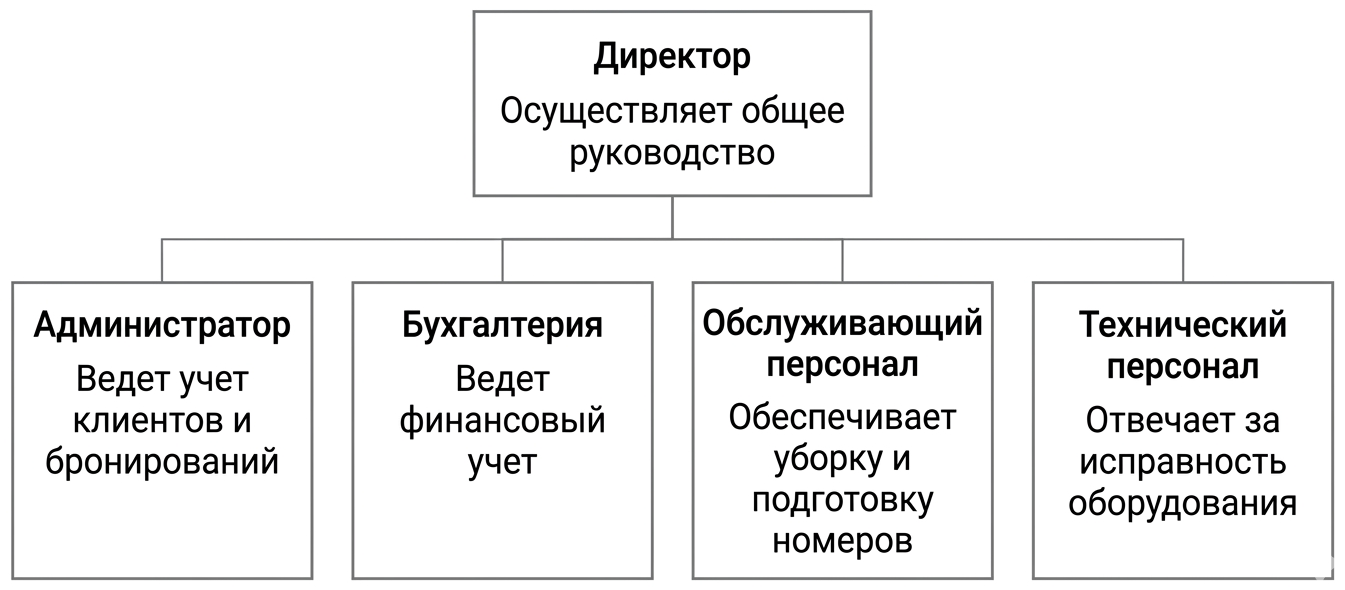 Директор
Осуществляет общее
руководство
Администратор
Ведет учет
клиентов и
бронирований
Бухгалтерия
Ведет
финансовый
учет
Обслуживающий
персонал
Обеспечивает
уборку и
подготовку
номеров
Технический
персонал
Отвечает за
исправность
оборудования